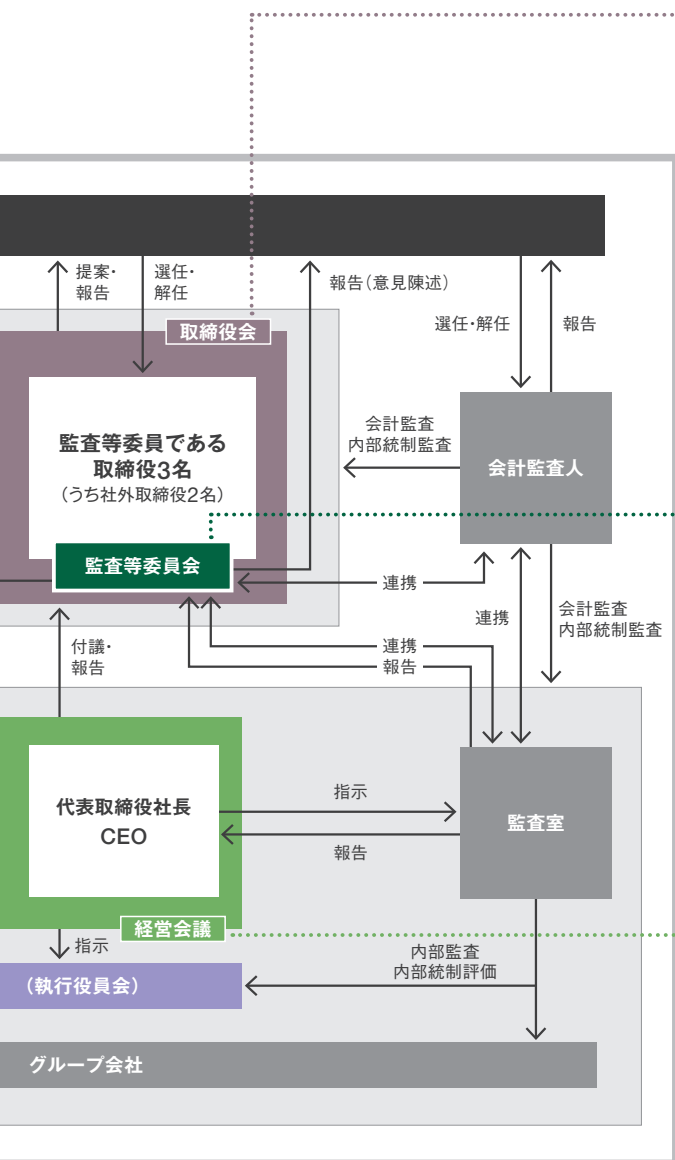 提案・
報告
選任・
解任
報告（意見陳述）
選任・解任
報告
取締役会
監査等委員である
取締役3名
（うち社外取締役2名）
会計監査
内部統制監査
会計監査人
監査等委員会
連携
連携
会計監査
内部統制監査
付議・
報告
連携
報告
代表取締役社長
CEO
指示
報告
監査室
経営会議
指示
内部監査
内部統制評価
（執行役員会）
グループ会社